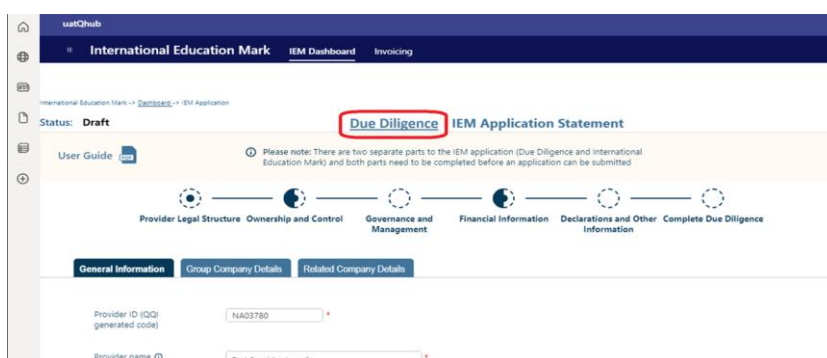 uatQhub
International Education Mark IEM Dashboard Invoicing
International Education Mark -> Dashboard -> IEM Application
Status: Draft
Due Diligence IEM Application Statement
User Guide
Please note: There are two separate parts to the IEM application (Due Diligence and International
Education Mark) and both parts need to be completed before an application can be submitted
Provider Legal Structure Ownership and Control Governance and Management Financial Information Declarations and Other Information Complete Due Diligence
General Information Group Company Details Related Company Details
Provider ID (QQI
generated code) NA03780 *
Provider name *